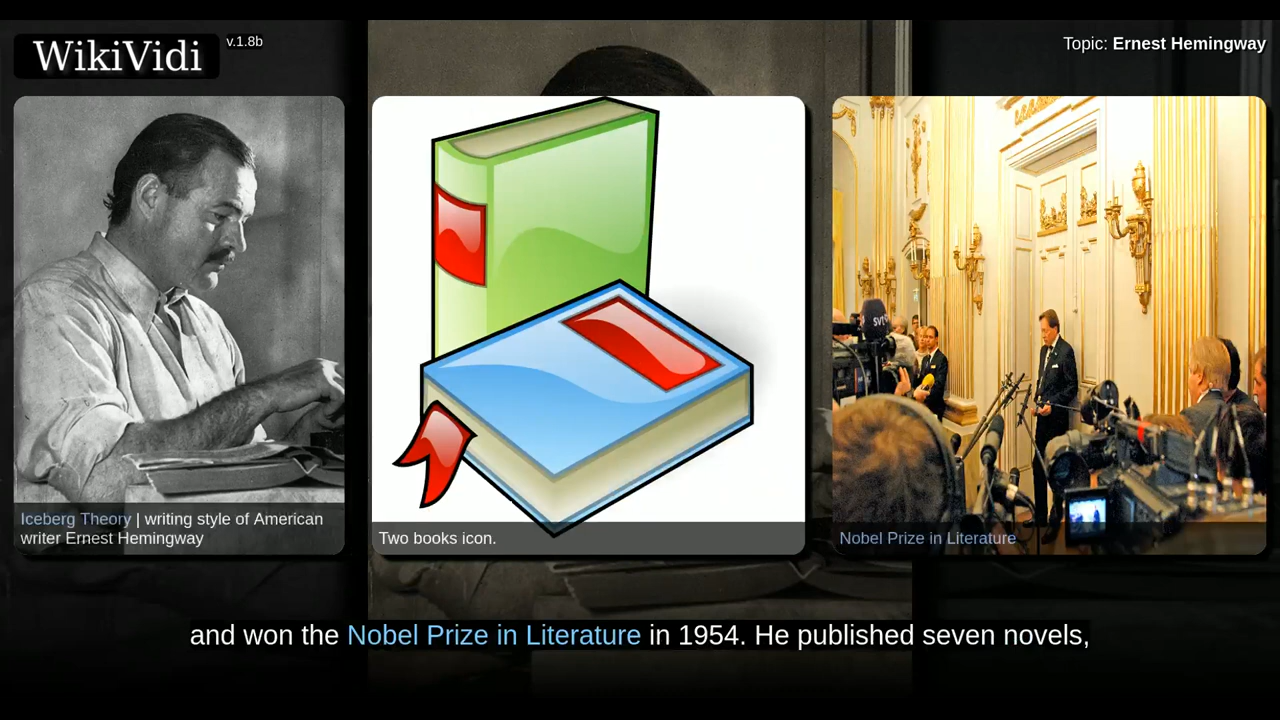 WikiVidi
v.1.8b
Topic: Ernest Hemingway
Iceberg Theory | writing style of American
writer Ernest Hemingway
Two books icon.
svt
Nobel Prize in Literature
and won the Nobel Prize in Literature in 1954. He published seven novels,